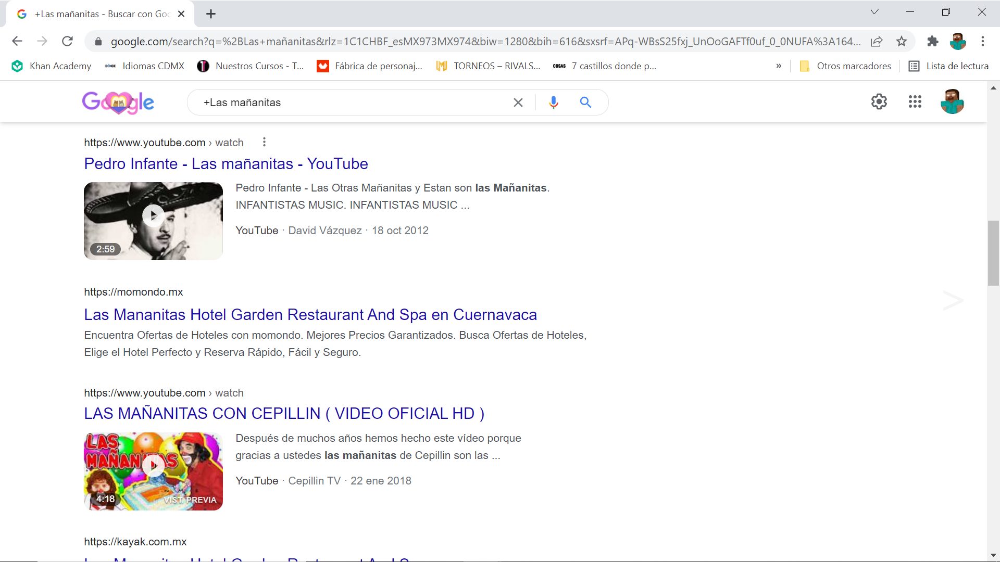 +Las mañanitas - Buscar con Goo
google.com/search?q=%2BLas+mañanitas&rlz=1C1CHBF_esMX973MX974&biw=1280&bih=616&sxsrf=APq-WBsS25fxj_UnOoGAFTf0uf_0_0NUFA%3A164...
Khan Academy
Idiomas CDMX
Nuestros Cursos - T...
Fábrica de personaj...
TORNEOS – RIVALS...
COSAS 7 castillos donde p...
» Otros marcadores
Lista de lectura
Google
+Las mañanitas
https://www.youtube.com › watch
Pedro Infante - Las mañanitas - YouTube
Pedro Infante - Las Otras Mañanitas y Estan son las Mañanitas.
INFANTISTAS MUSIC. INFANTISTAS MUSIC ...
YouTube · David Vázquez · 18 oct 2012
2:59
https://momondo.mx
Las Mananitas Hotel Garden Restaurant And Spa en Cuernavaca
Encuentra Ofertas de Hoteles con momondo. Mejores Precios Garantizados. Busca Ofertas de Hoteles,
Elige el Hotel Perfecto y Reserva Rápido, Fácil y Seguro.
https://www.youtube.com › watch
LAS MAÑANITAS CON CEPILLIN ( VIDEO OFICIAL HD )
LAS
MAÑANITAS
4:18
VIST. PREVIA
Después de muchos años hemos hecho este vídeo porque
gracias a ustedes las mañanitas de Cepillin son las ...
YouTube · Cepillin TV · 22 ene 2018
https://kayak.com.mx